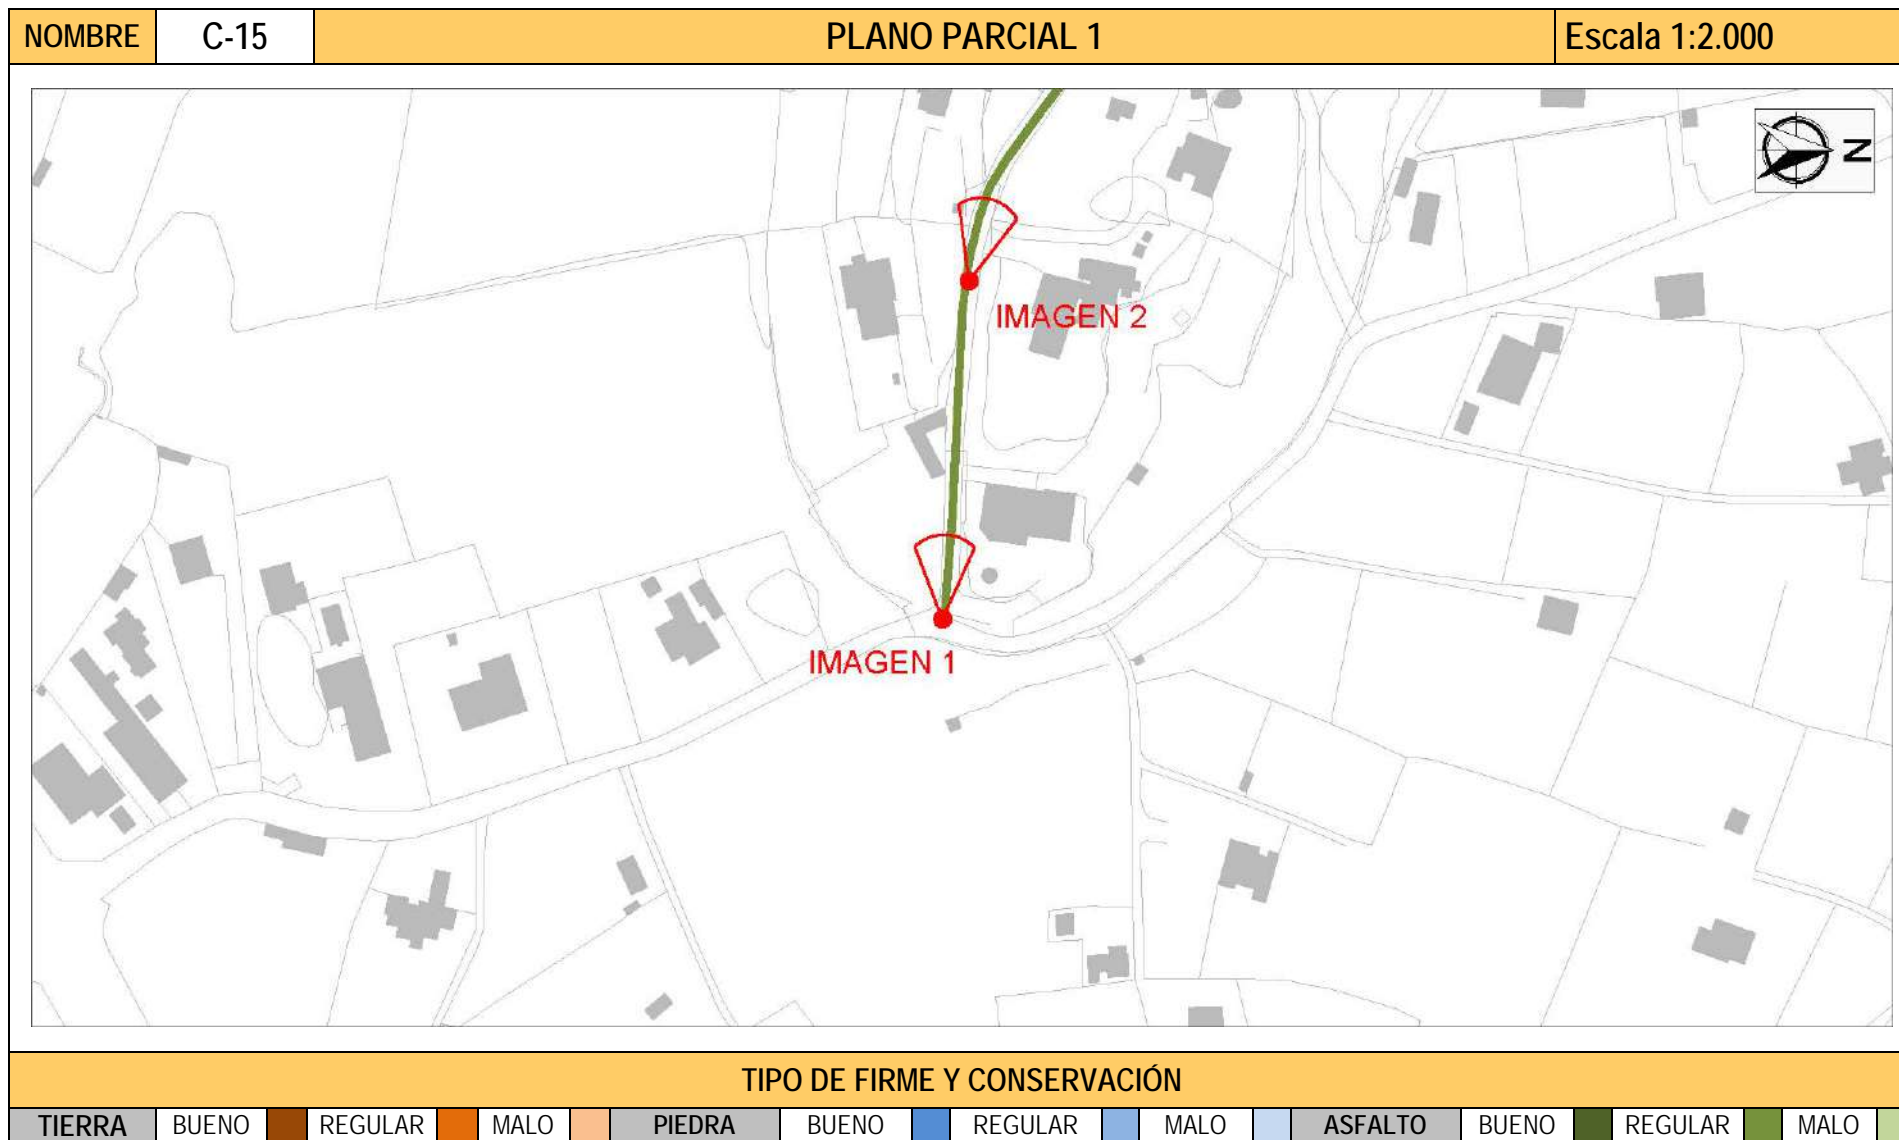 NOMBRE C-15 PLANO PARCIAL 1 Escala 1:2.000
N
IMAGEN 2
IMAGEN 1
TIPO DE FIRME Y CONSERVACIÓN
TIERRA BUENO REGULAR MALO PIEDRA BUENO REGULAR MALO ASFALTO BUENO REGULAR MALO